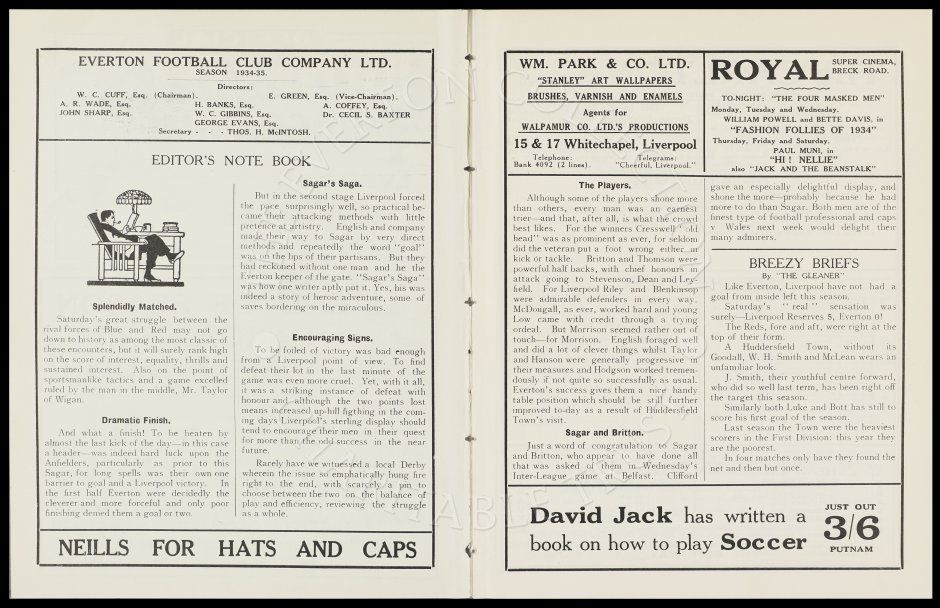 EVERTON FOOTBALL CLUB COMPANY LTD.
SEASON 1934-35.
Directors:
W. C. CUFF, Esq. (Chairman). E. GREEN, Esq. (Vice-Chairman).
A. R. WADE, Esq. H. BANKS, Esq. A. COFFEY, Esq.
JOHN SHARP, Esq. W. C. GIBBINS, Esq. Dr. CECIL S. BAXTER
GEORGE EVANS, Esq.
Secretary - - - THOS. H. McINTOSH.
EDITOR'S NOTE BOOK
Splendidly Matched.
Saturday's great struggle between the
rival forces of Blue and Red may not go
down to history as among the most classic of
these encounters, but it will surely rank high
on the score of interest, equality, thrills and
sustained interest. Also on the point of
sportsmanlike tactics and a game excelled
ruled by the man in the middle, Mr. Taylor
of Wigan.
Dramatic Finish.
And what a finish! To be beaten by
almost the last kick of the day—in this case
a header—was indeed hard luck upon the
Anfielders, particularly as prior to this
Sagar, for long spells was their own one
barrier to goal and a Liverpool victory. In
the first half Everton were decidedly the
cleverer and more forceful and only poor
finishing denied them a goal or two.
Sagar's Saga.
But in the second stage Liverpool forced
the pace surprisingly well, so practical be-
came their attacking methods with little
pretence at artistry. English and company
made their way to Sagar by very direct
methods and repeatedly the word "goal"
was on the lips of their partisans. But they
had reckoned without one man and he the
Everton keeper of the gate. "Sagar's Saga"
was how one writer aptly put it. Yes, his was
indeed a story of heroic adventure, some of
saves bordering on the miraculous.
Encouraging Signs.
To be foiled of victory was bad enough
from a Liverpool point of view. To find
defeat their lot in the last minute of the
game was even more cruel. Yet, with it all,
it was a striking instance of defeat with
honour and although the two points lost
means increased up-hill figthing in the com-
ing days Liverpool's sterling display should
tend to encourage their men in their quest
for more than the odd success in the near
future.
Rarely have we witnessed a local Derby
wherein the issue so emphatically hung fire
right to the end, with scarcely a pin to
choose between the two on the balance of
play and efficiency, reviewing the struggle
as a whole.
NEILLS FOR HATS AND CAPS
WM. PARK & CO. LTD.
"STANLEY" ART WALLPAPERS
BRUSHES, VARNISH AND ENAMELS
Agents for
WALPAMUR CO. LTD.'S PRODUCTIONS
15 & 17 Whitechapel, Liverpool
Telephone: Telegrams:
Bank 4092 (2 lines). "Cheerful, Liverpool."
ROYAL SUPER CINEMA,
BRECK ROAD.
TO-NIGHT: "THE FOUR MASKED MEN"
Monday, Tuesday and Wednesday.
WILLIAM POWELL and BETTE DAVIS, in
"FASHION FOLLIES OF 1934"
Thursday, Friday and Saturday.
PAUL MUNI, in
"HI! NELLIE"
also "JACK AND THE BEANSTALK"
The Players.
Although some of the players shone more
than others, every man was an earnest
trier—and that, after all, is what the crowd
best likes. For the winners Cresswell "old
head" was as prominent as ever, for seldom
did the veteran put a foot wrong either in
kick or tackle. Britton and Thomson were
powerful half backs, with chief honours in
attack going to Stevenson, Dean and Ley-
field. For Liverpool Riley and Blenkinsop
were admirable defenders in every way.
McDougall, as ever, worked hard and young
Low came with credit through a trying
ordeal. But Morrison seemed rather out of
touch—for Morrison. English foraged well
and did a lot of clever things whilst Taylor
and Hanson were generally progressive in
their measures and Hodgson worked tremen-
dously if not quite so successfully as usual.
Everton's success gives them a nice handy
table position which should be still further
improved to-day as a result of Huddersfield
Town's visit.
Sagar and Britton.
Just a word of congratulation to Sagar
and Britton, who appear to have done all
that was asked of them in Wednesday's
Inter-League game at Belfast. Clifford
gave an especially delightful display, and
shone the more—probably because he had
more to do than Sagar. Both men are of the
finest type of football professional and caps
v Wales next week would delight their
many admirers.
BREEZY BRIEFS
By "THE GLEANER"
Like Everton, Liverpool have not had a
goal from inside left this season.
Saturday's "real" sensation was
surely—Liverpool Reserves 5, Everton 0!
The Reds, fore and aft, were right at the
top of their form.
A Huddersfield Town, without its
Goodall, W. H. Smith and McLean wears an
unfamiliar look.
J. Smith, their youthful centre forward,
who did so well last term, has been right off
the target this season.
Similarly both Luke and Bott has still to
score his first goal of the season.
Last season the Town were the heaviest
scorers in the First Division: this year they
are the poorest.
In four matches only have they found the
net and then but once.
David Jack has written a
book on how to play Soccer
JUST OUT
3/6
PUTNAM